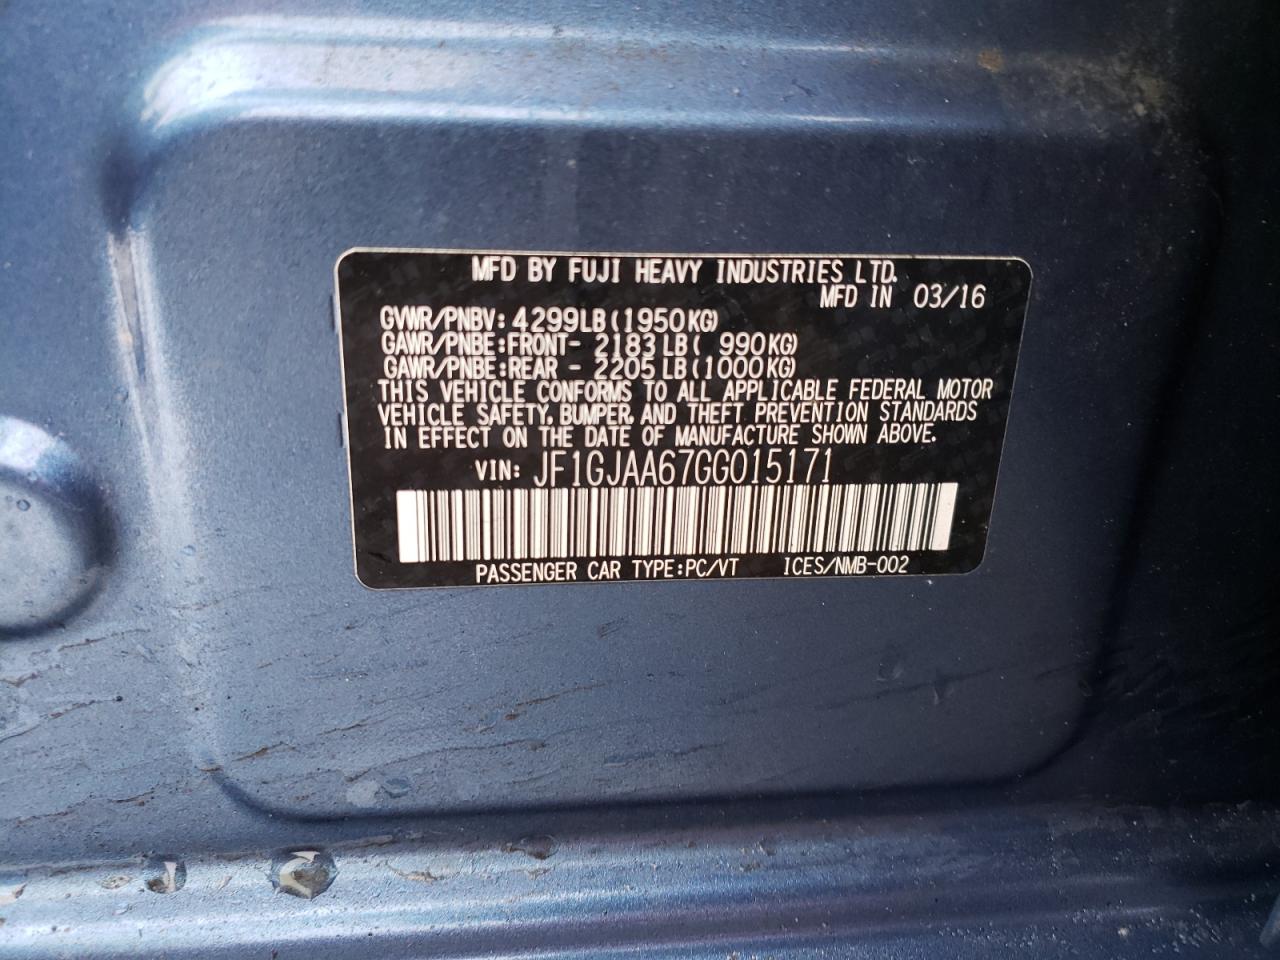 MFD BY FUJI HEAVY INDUSTRIES LTD.
MFD IN 03/16
GVWR/PNBV: 4299LB(1950KG)
GAWR/PNBE:FRONT- 2183LB( 990KG)
GAWR/PNBE:REAR - 2205LB(1000KG)
THIS VEHICLE CONFORMS TO ALL APPLICABLE FEDERAL MOTOR
VEHICLE SAFETY, BUMPER, AND THEFT PREVENTION STANDARDS
IN EFFECT ON THE DATE OF MANUFACTURE SHOWN ABOVE.
VIN: JF1GJAA67GG015171
PASSENGER CAR TYPE:PC/VT ICES/NMB-002